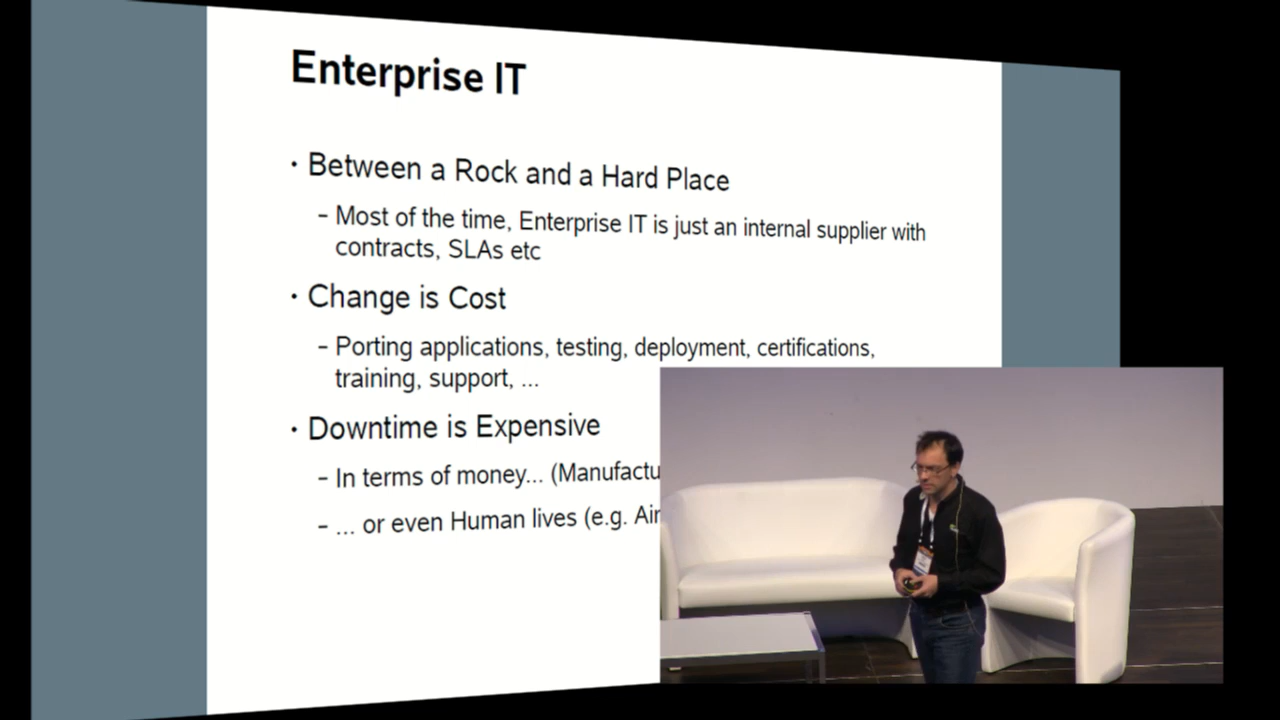 Enterprise IT
• Between a Rock and a Hard Place
– Most of the time, Enterprise IT is just an internal supplier with
contracts, SLAs etc
• Change is Cost
– Porting applications, testing, deployment, certifications,
training, support, ...
• Downtime is Expensive
– In terms of money... (Manufactu
– ... or even Human lives (e.g. Air